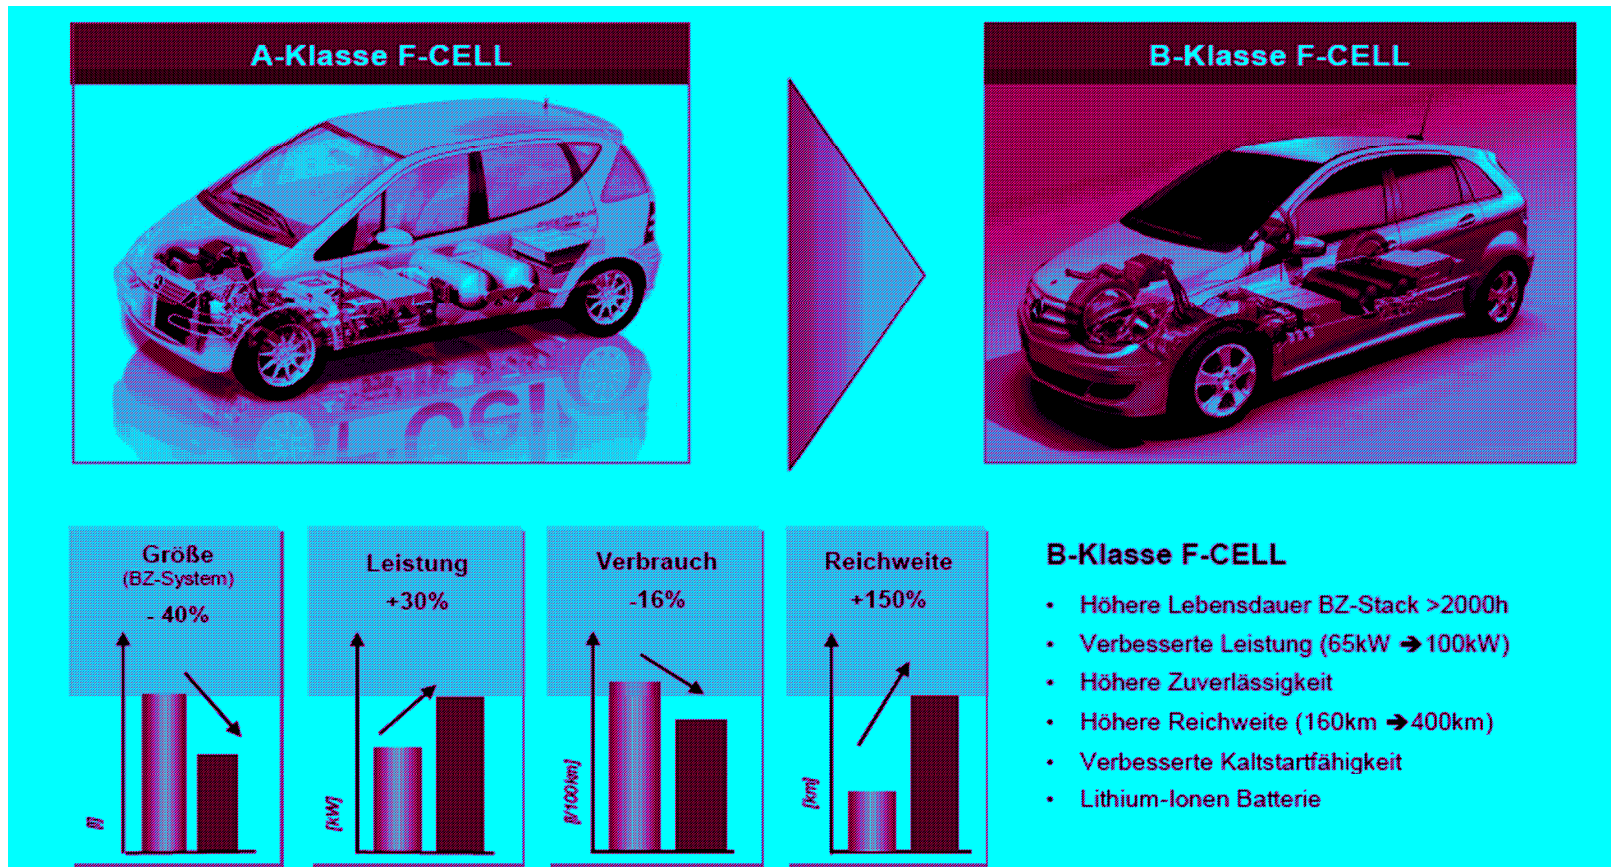 A-Klasse F-CELL
B-Klasse F-CELL
Größe
(BZ-System)
- 40%
[l]
Leistung
+30%
[kW]
Verbrauch
-16%
[l/100km]
Reichweite
+150%
[km]
B-Klasse F-CELL
• Höhere Lebensdauer BZ-Stack >2000h
• Verbesserte Leistung (65kW ➔100kW)
• Höhere Zuverlässigkeit
• Höhere Reichweite (160km ➔400km)
• Verbesserte Kaltstartfähigkeit
• Lithium-Ionen Batterie